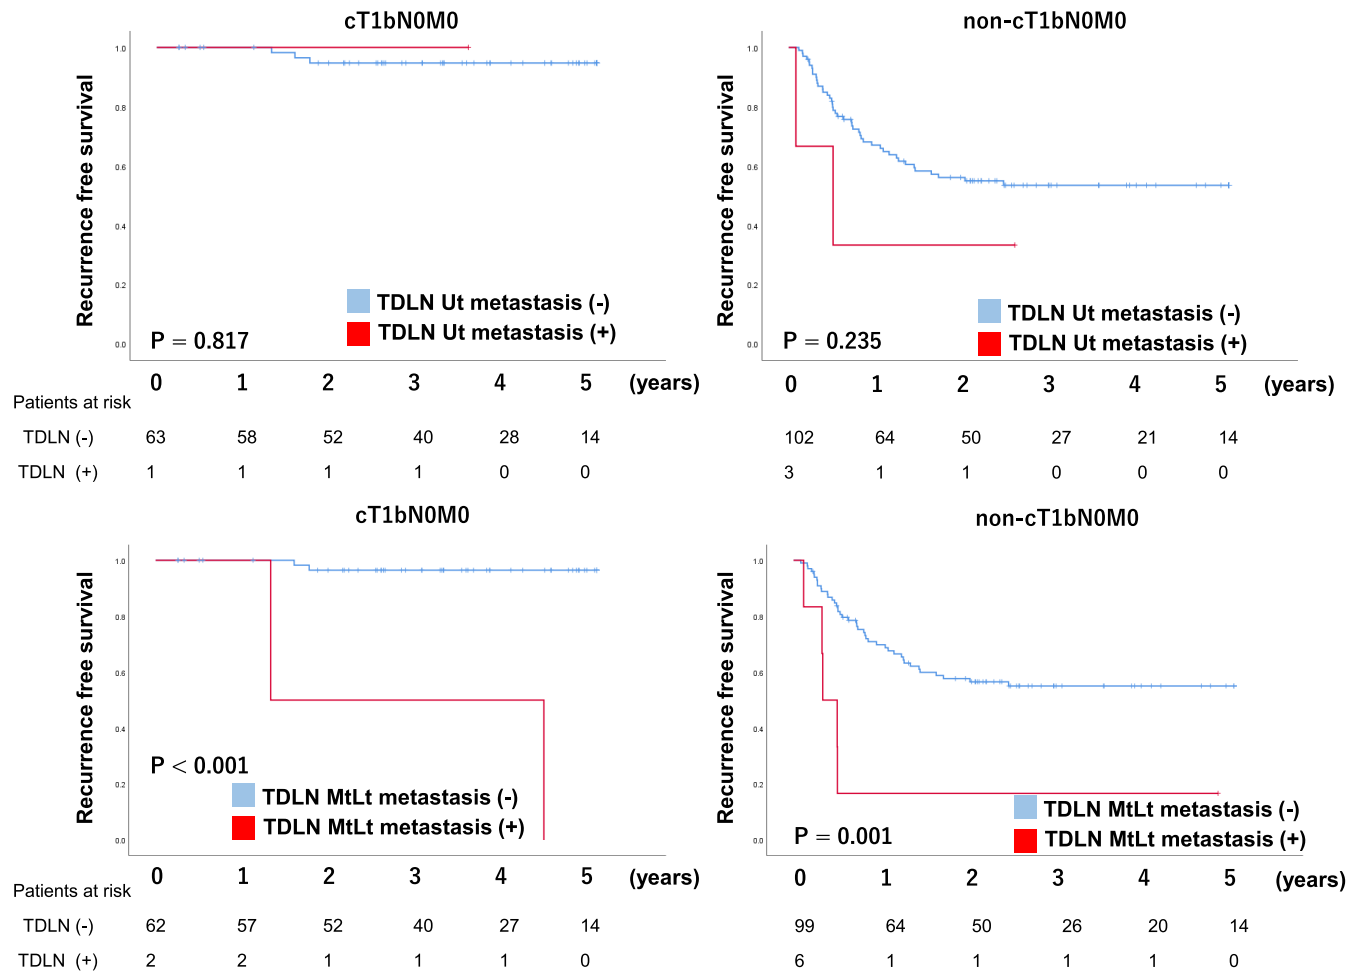 cT1bN0M0
Recurrence free survival
1.0
0.8
0.6
0.4
0.2
0.0
TDLN Ut metastasis (-)
TDLN Ut metastasis (+)
P = 0.817
0 1 2 3 4 5 (years)
Patients at risk
TDLN (-) 63 58 52 40 28 14
TDLN (+) 1 1 1 1 0 0
non-cT1bN0M0
Recurrence free survival
1.0
0.8
0.6
0.4
0.2
0.0
TDLN Ut metastasis (-)
TDLN Ut metastasis (+)
P = 0.235
0 1 2 3 4 5 (years)
102 64 50 27 21 14
3 1 1 0 0 0
cT1bN0M0
Recurrence free survival
1.0
0.8
0.6
0.4
0.2
0.0
P < 0.001
TDLN MtLt metastasis (-)
TDLN MtLt metastasis (+)
0 1 2 3 4 5 (years)
Patients at risk
TDLN (-) 62 57 52 40 27 14
TDLN (+) 2 2 1 1 1 0
non-cT1bN0M0
Recurrence free survival
1.0
0.8
0.6
0.4
0.2
0.0
TDLN MtLt metastasis (-)
TDLN MtLt metastasis (+)
P = 0.001
0 1 2 3 4 5 (years)
99 64 50 26 20 14
6 1 1 1 1 0